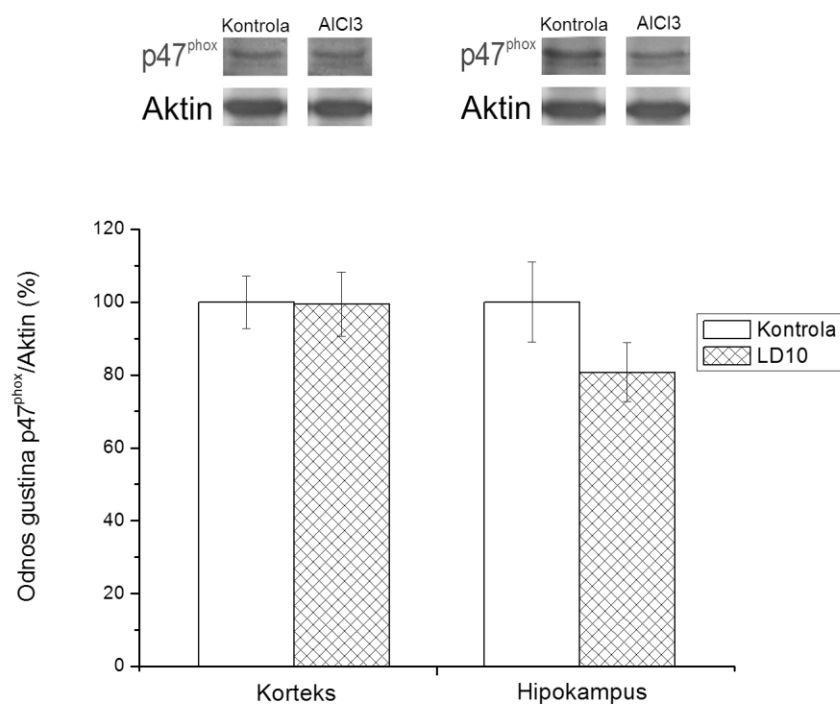 Kontrola AlCl3 Kontrola AlCl3
p47phox p47phox
Aktin Aktin
120
100
80
60
40
20
0
Odnos gustina p47phox/Aktin (%)
Kontrola
LD10
Korteks Hipokampus